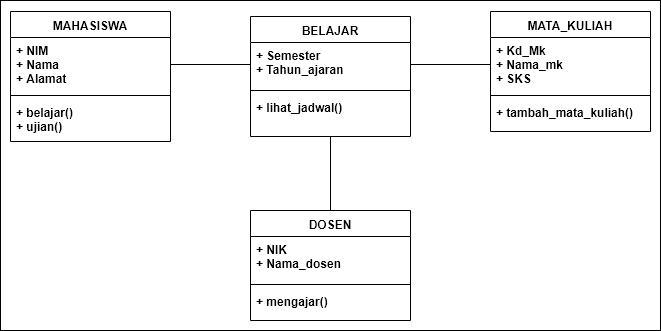 MAHASISWA
+ NIM
+ Nama
+ Alamat
+ belajar()
+ ujian()
BELAJAR
+ Semester
+ Tahun_ajaran
+ lihat_jadwal()
MATA_KULIAH
+ Kd_Mk
+ Nama_mk
+ SKS
+ tambah_mata_kuliah()
DOSEN
+ NIK
+ Nama_dosen
+ mengajar()